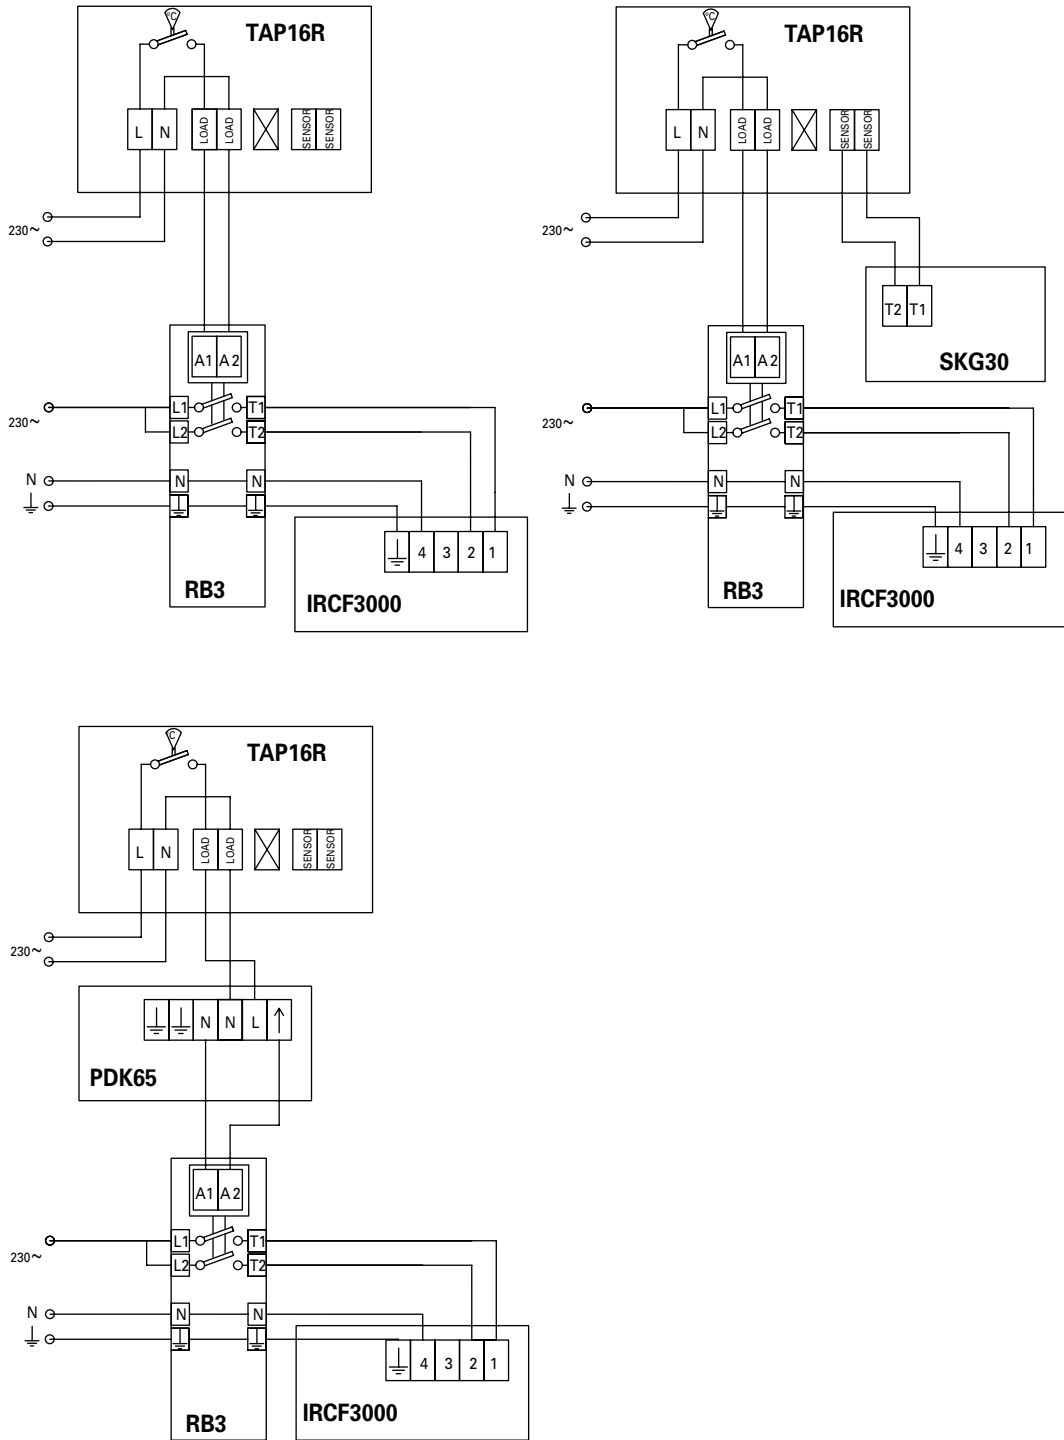 TAP16R
°C
L N LOAD LOAD SENSOR SENSOR
230~
A1 A2
L1 T1
230~
L2 T2
N N N
4 3 2 1
RB3
IRCF3000
TAP16R
°C
L N LOAD LOAD SENSOR SENSOR
230~
T2 T1
SKG30
A1 A2
L1 T1
230~
L2 T2
N N N
4 3 2 1
RB3
IRCF3000
TAP16R
°C
L N LOAD LOAD SENSOR SENSOR
230~
N N L ↑
PDK65
A1 A2
L1 T1
230~
L2 T2
N N N
4 3 2 1
RB3
IRCF3000